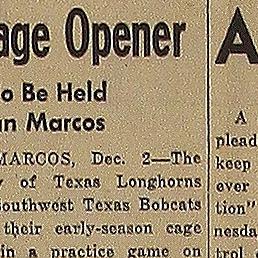 age Opener
o Be Held
an Marcos
MARCOS, Dec. 2—The
y of Texas Longhorns
outhwest Texas Bobcats
their early-season cage
in a practice game on
A
A
plead
keep
ever
tion"
nesda
trol